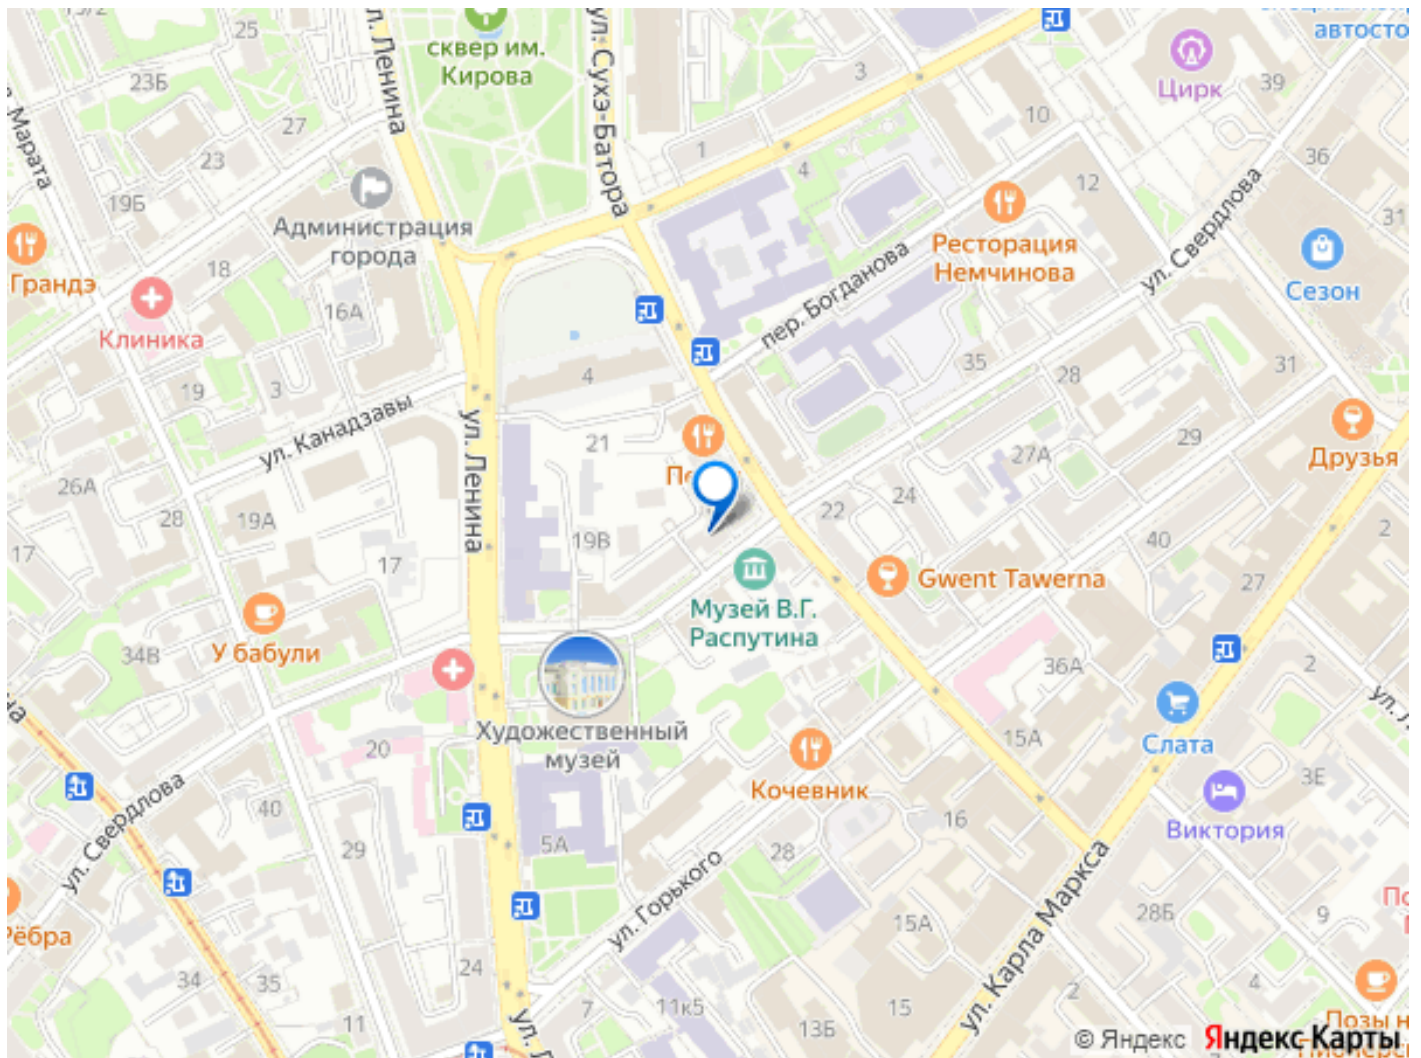 ул. Ленина
сквер им.
Кирова
ул. Сухэ-Батора
автосто
Цирк
39
3
10
23Б
25
27
23
Марата
19Б
1
4
12
36
31
Администрация
города
Грандэ
18
16А
Клиника
19
3
4
Ресторация
Немчинова
ул. Свердлова
пер. Богданова
Сезон
35
28
31
ул. Канадзавы
ул. Ленина
21
27А
29
Друзья
26А
28
19А
17
17
19В
22
24
40
2
27
Gwent Tawerna
Музей В.Г.
Распутина
У бабули
34В
36А
2
Художественный
музей
20
15А
Слата
3Е
Кочевник
Виктория
ул. Свердлова
40
29
5А
28
16
ул. Горького
15А
ул. Карла Маркса
28Б
9
Рёбра
34
35
24
11
7
11к5
13Б
15
2
1
Позы н
© Яндекс Яндекс Карты